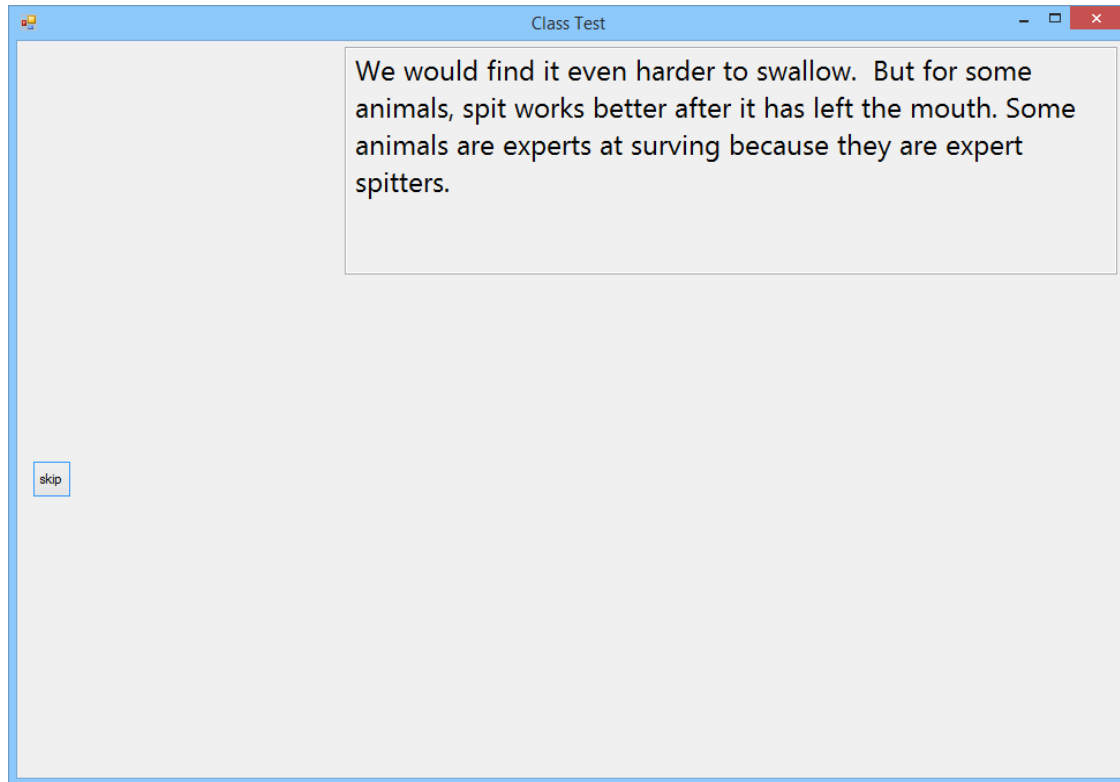 Class Test
We would find it even harder to swallow.  But for some
animals, spit works better after it has left the mouth. Some
animals are experts at surving because they are expert
spitters.
skip